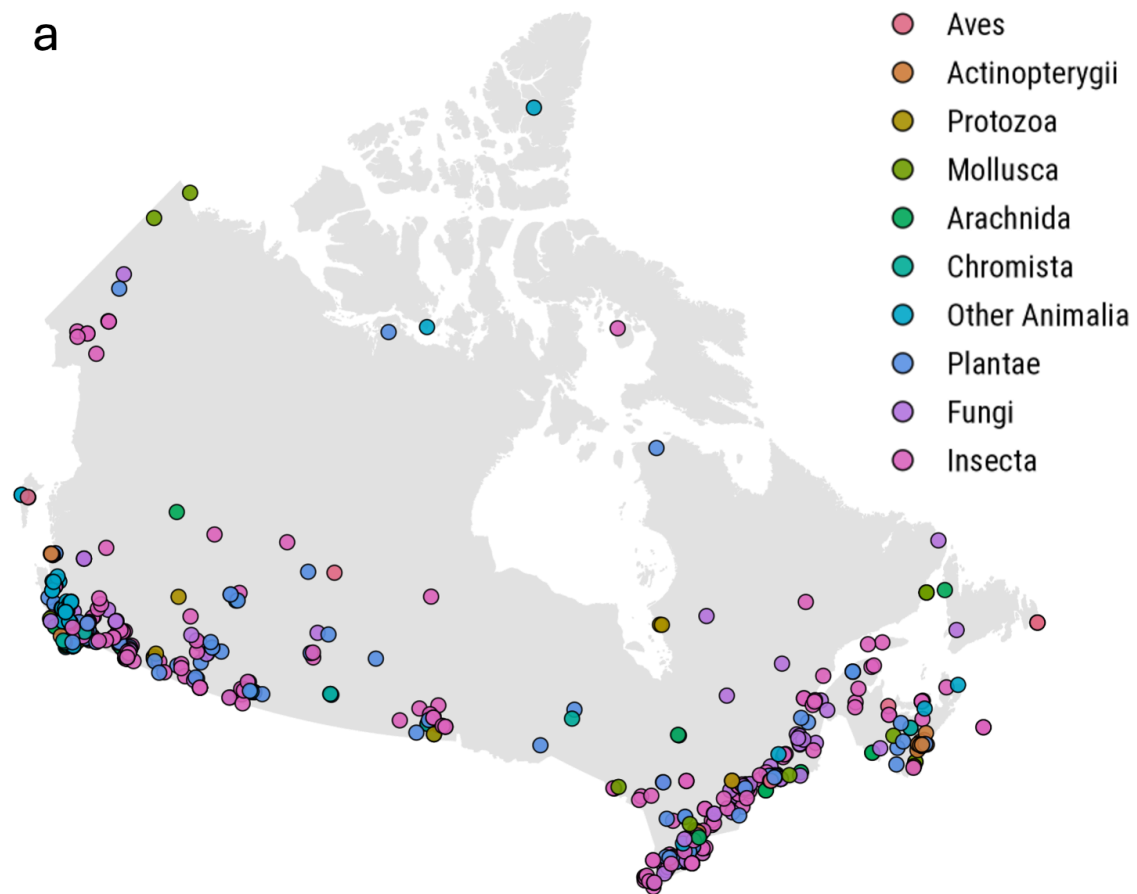 a
Aves
Actinopterygii
Protozoa
Mollusca
Arachnida
Chromista
Other Animalia
Plantae
Fungi
Insecta